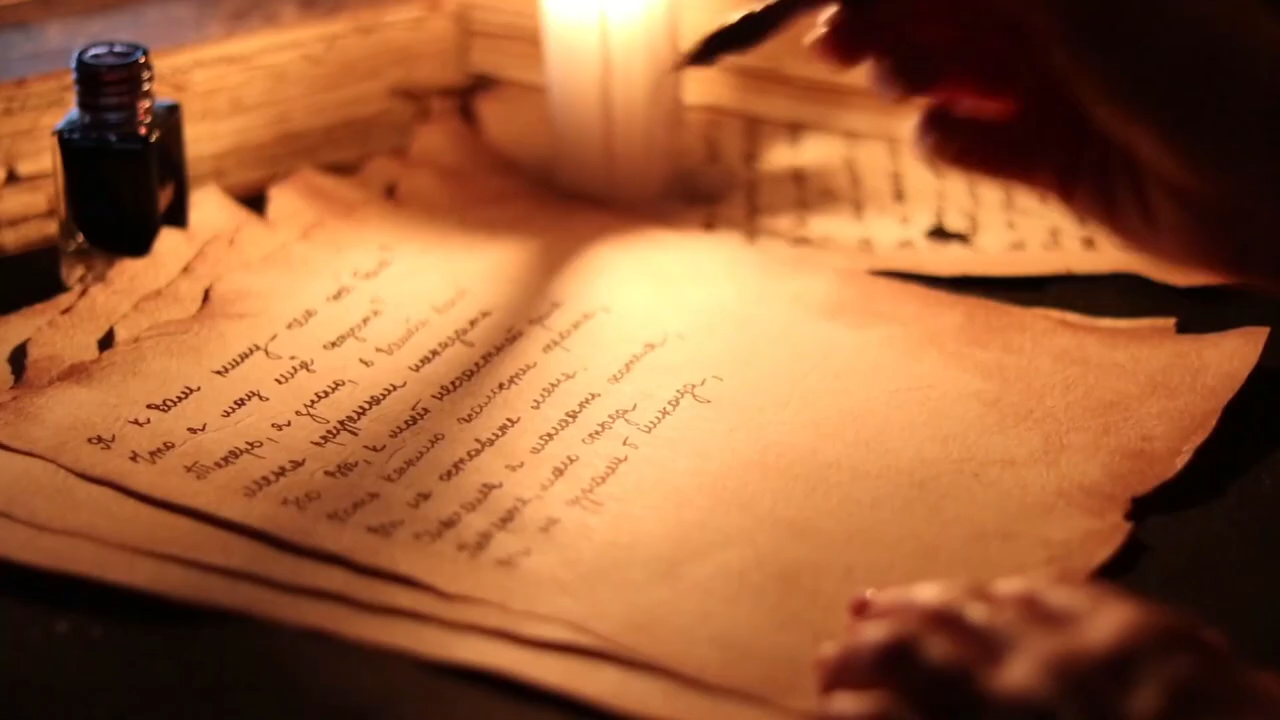 Я к вам пишу – чего же боле?
Что я могу ещё сказать?
Теперь, я знаю, в вашей воле
Меня презреньем наказать.
Но вы, к моей несчастной доле
Хоть каплю жалости храня,
Вы не оставите меня.
Сначала я молчать хотела;
Поверьте, моего стыда
Вы не узнали б никогда,